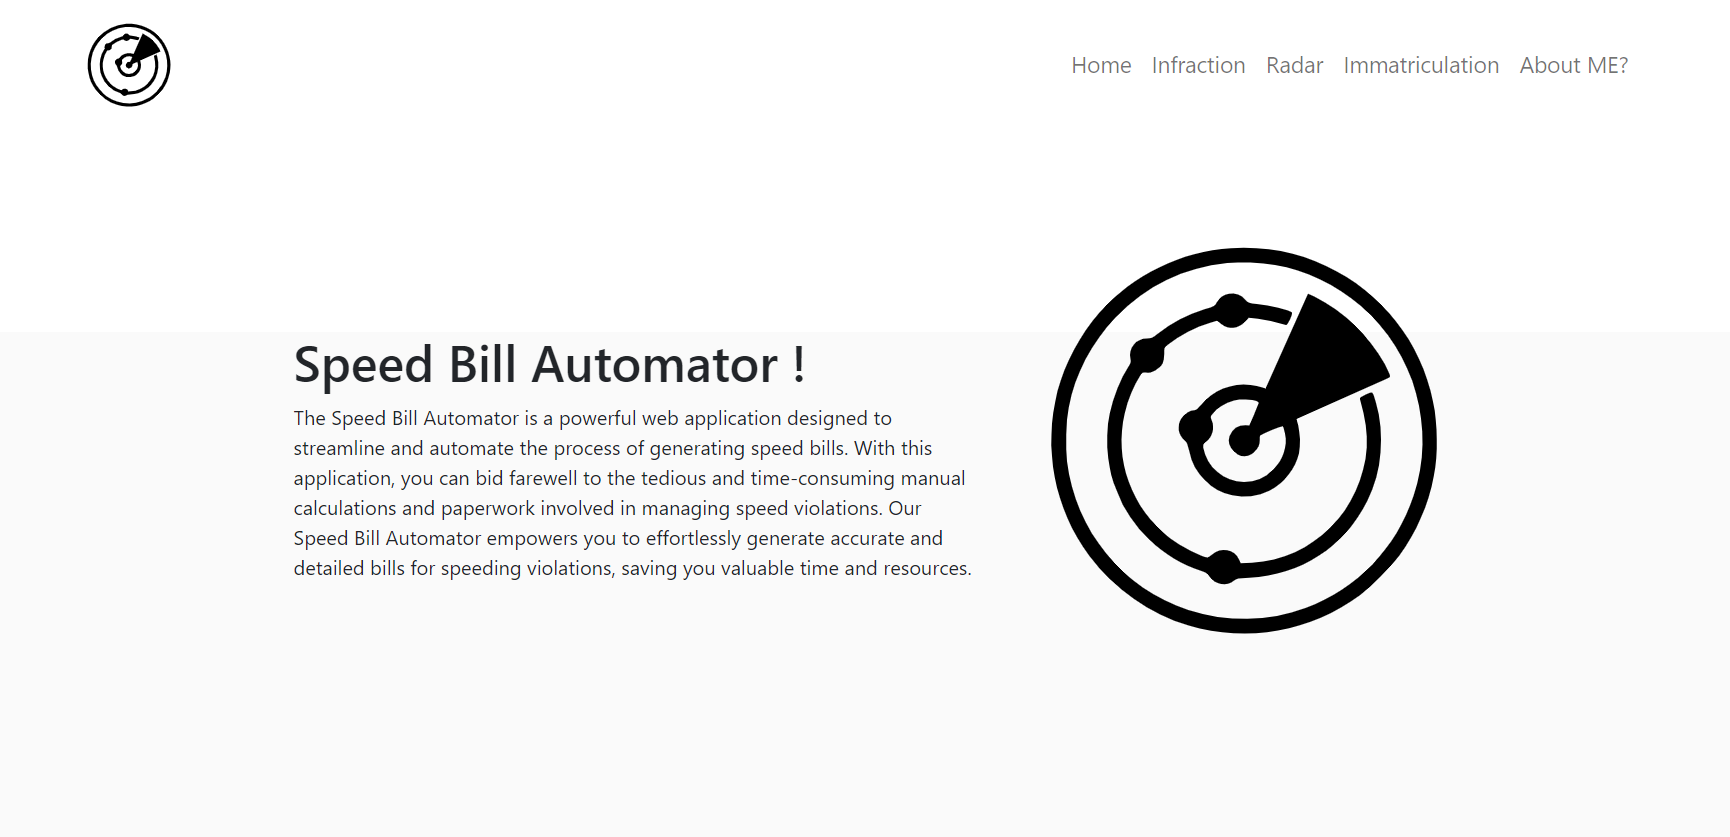 Home Infraction Radar Immatriculation About ME?
Speed Bill Automator !
The Speed Bill Automator is a powerful web application designed to
streamline and automate the process of generating speed bills. With this
application, you can bid farewell to the tedious and time-consuming manual
calculations and paperwork involved in managing speed violations. Our
Speed Bill Automator empowers you to effortlessly generate accurate and
detailed bills for speeding violations, saving you valuable time and resources.